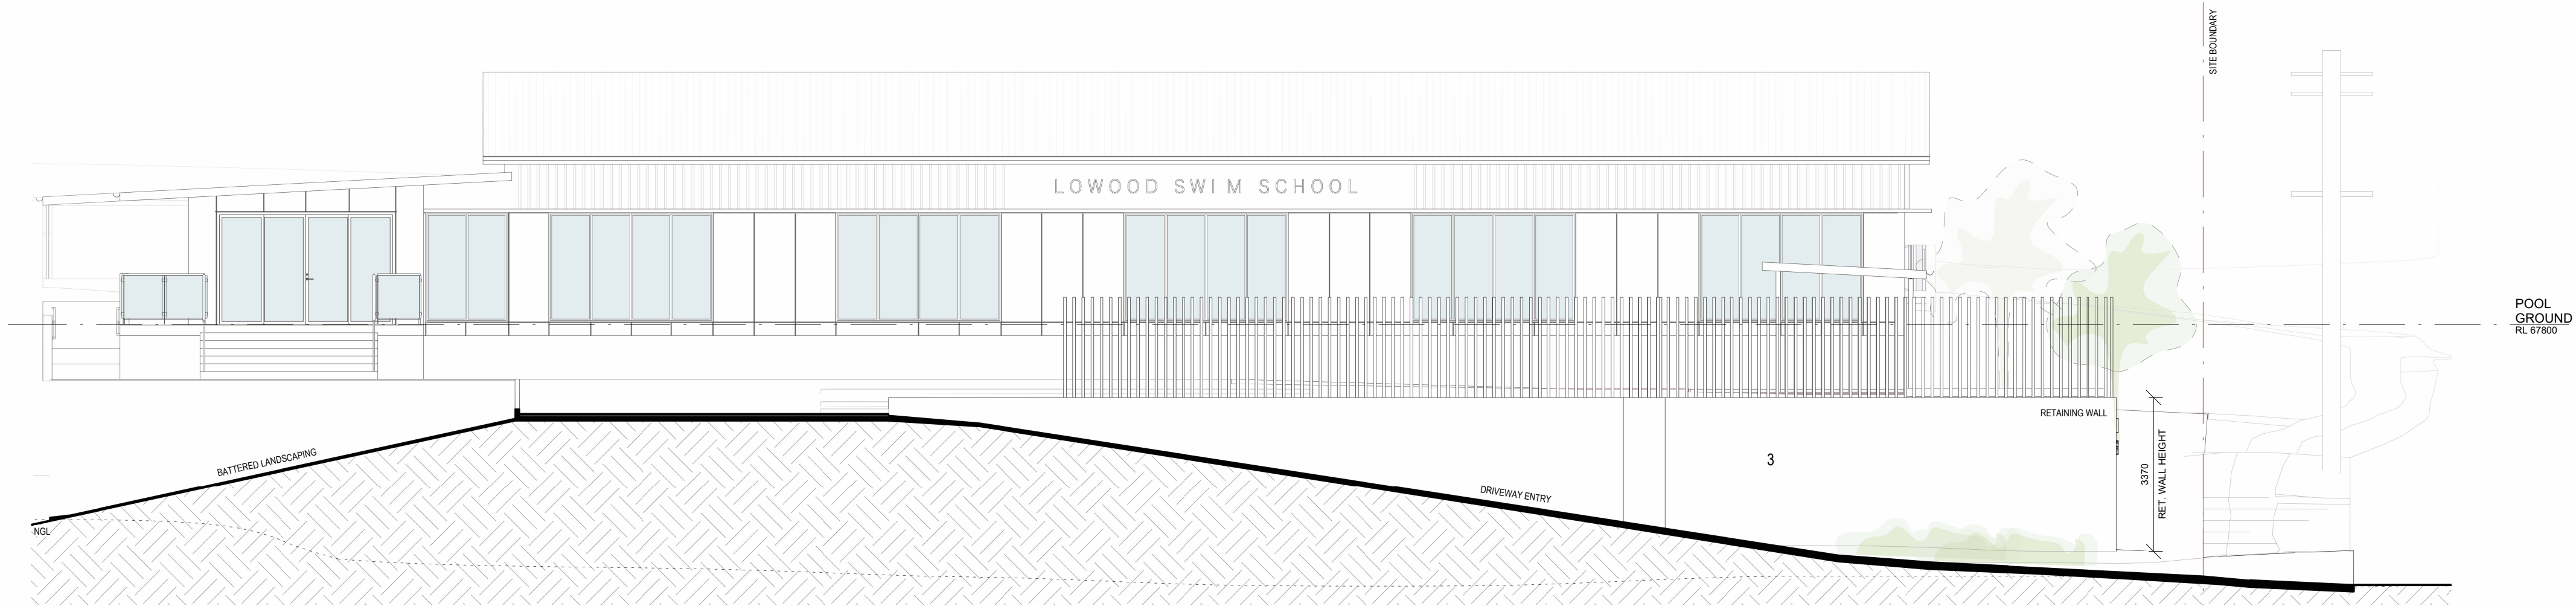 SITE BOUNDARY
LOWOOD SWIM SCHOOL
POOL
GROUND
RL 67800
RETAINING WALL
BATTERED LANDSCAPING
3
3370
RET. WALL HEIGHT
DRIVEWAY ENTRY
NGL